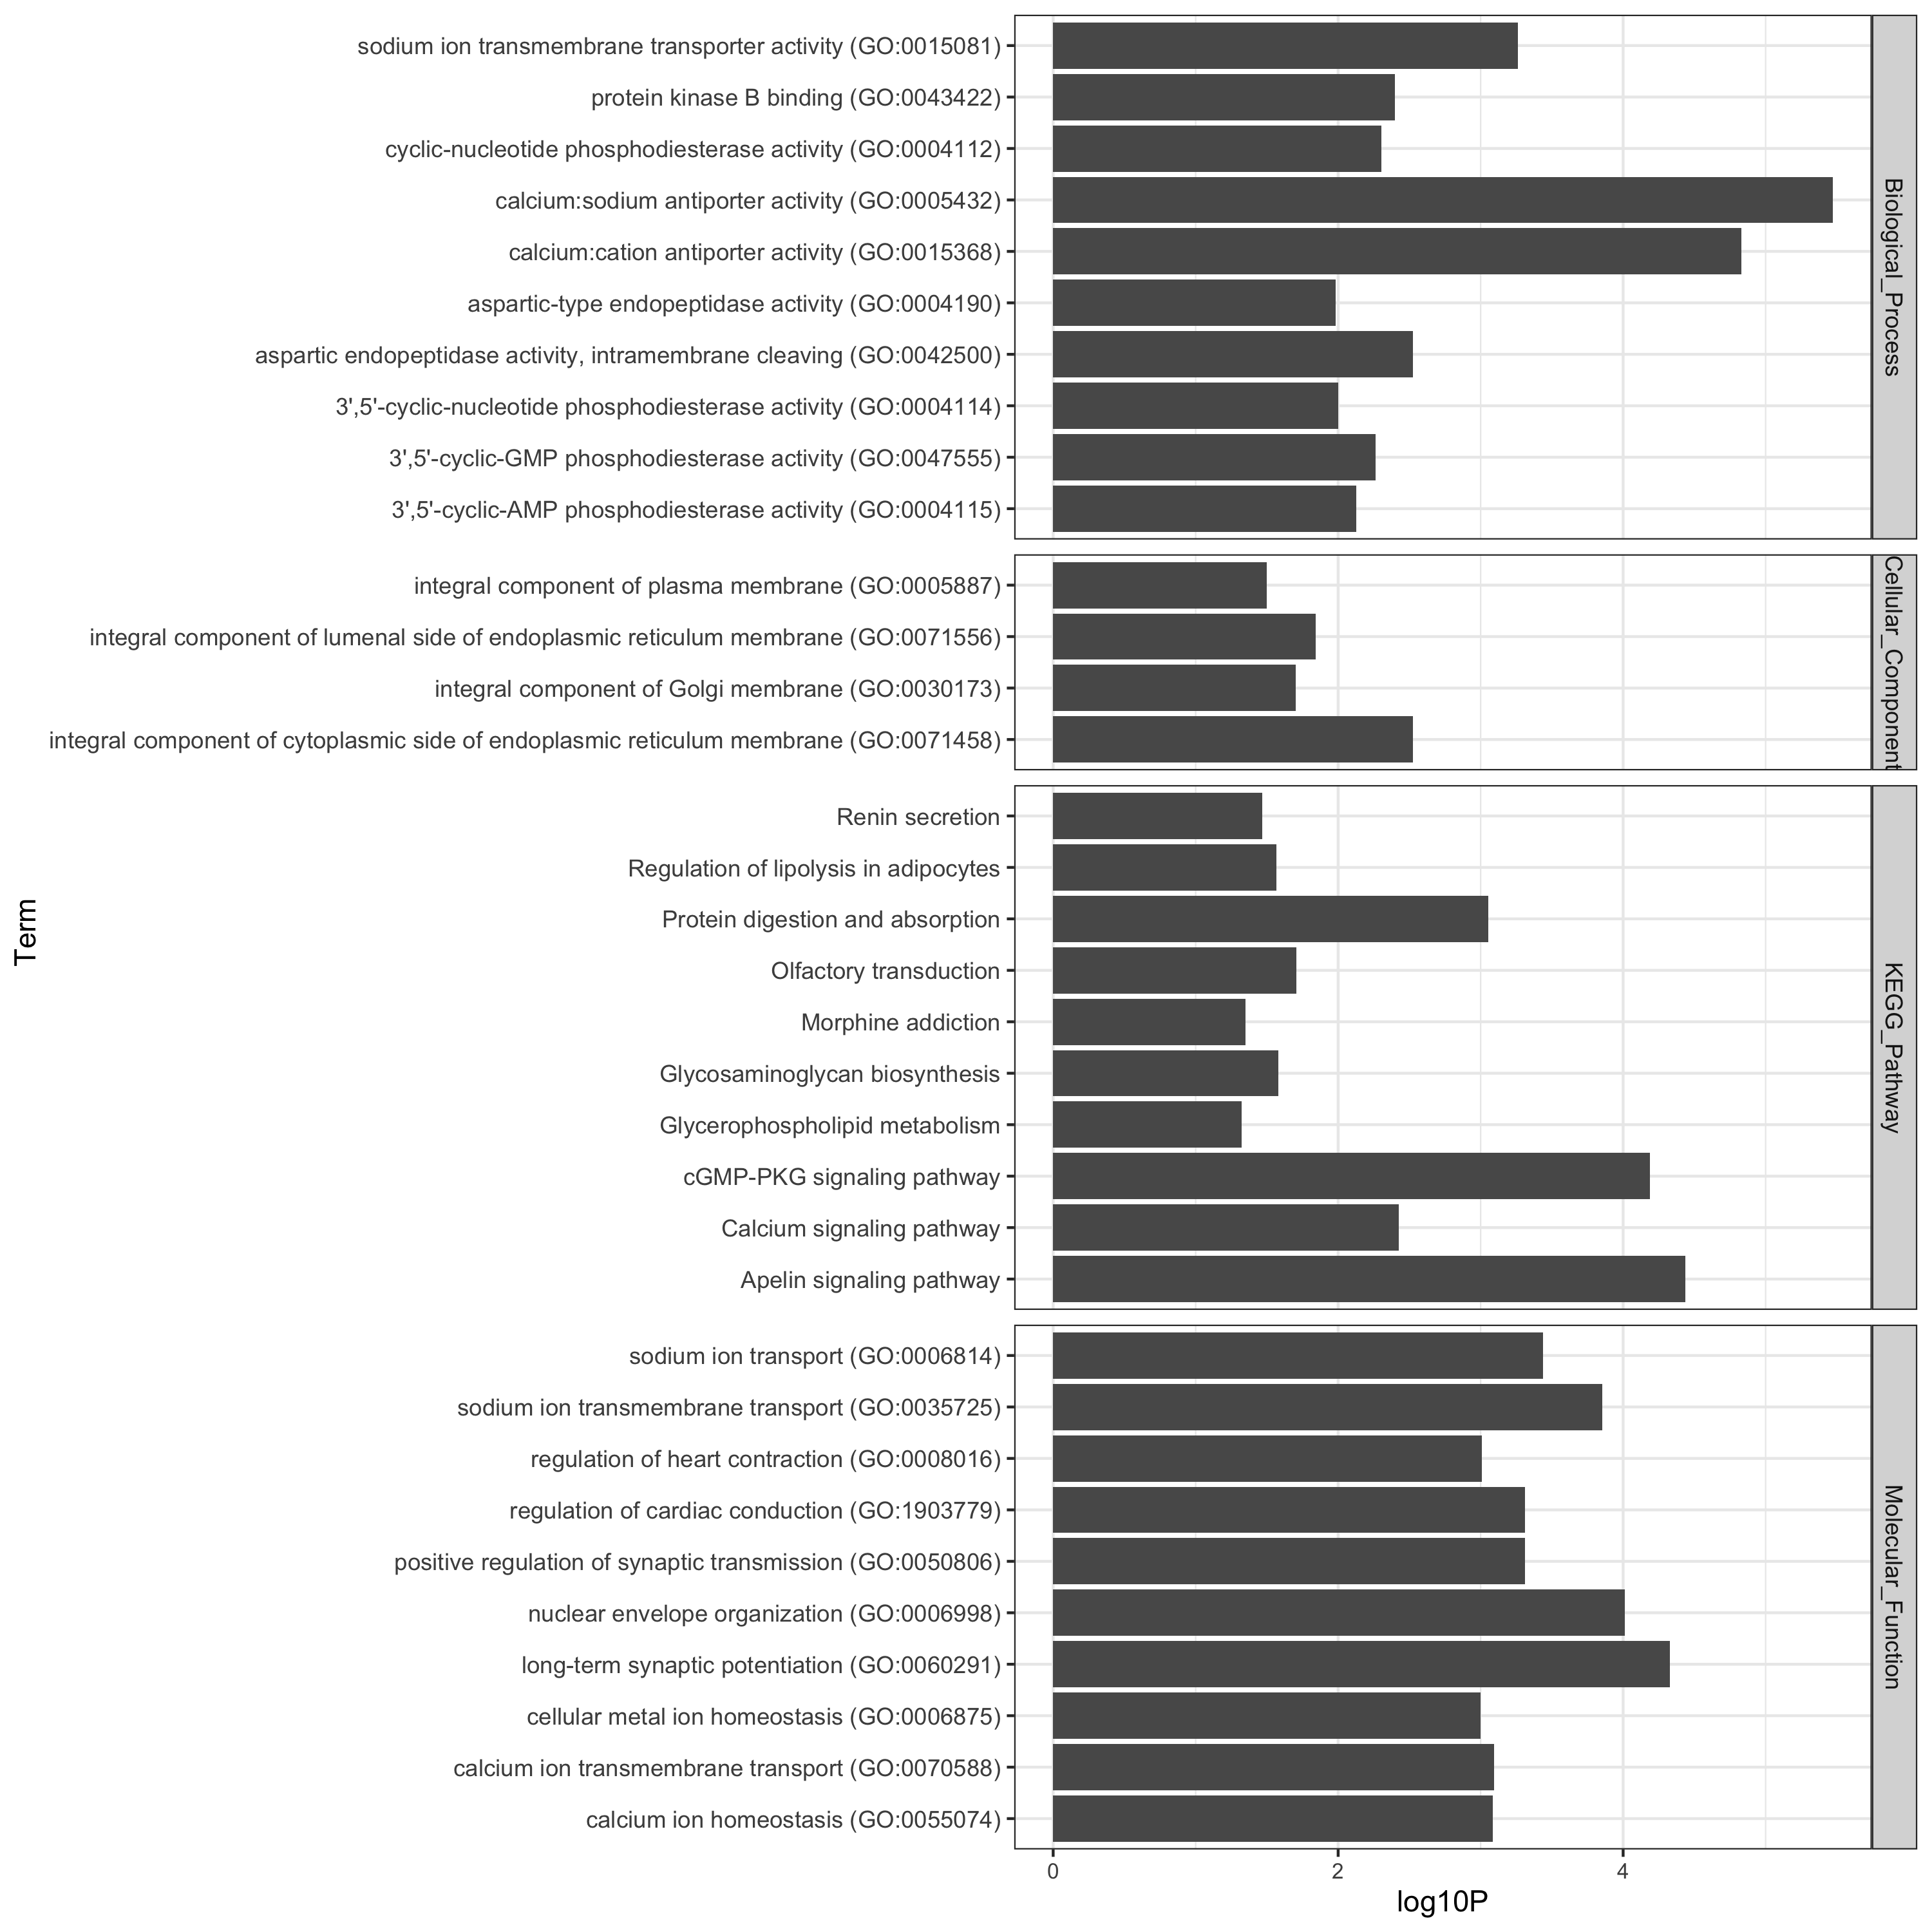 sodium ion transmembrane transporter activity (GO:0015081)
protein kinase B binding (GO:0043422)
cyclic-nucleotide phosphodiesterase activity (GO:0004112)
calcium:sodium antiporter activity (GO:0005432)
calcium:cation antiporter activity (GO:0015368)
aspartic-type endopeptidase activity (GO:0004190)
aspartic endopeptidase activity, intramembrane cleaving (GO:0042500)
3',5'-cyclic-nucleotide phosphodiesterase activity (GO:0004114)
3',5'-cyclic-GMP phosphodiesterase activity (GO:0047555)
3',5'-cyclic-AMP phosphodiesterase activity (GO:0004115)
Biological_Process
integral component of plasma membrane (GO:0005887)
integral component of lumenal side of endoplasmic reticulum membrane (GO:0071556)
integral component of Golgi membrane (GO:0030173)
integral component of cytoplasmic side of endoplasmic reticulum membrane (GO:0071458)
Cellular_Component
Renin secretion
Regulation of lipolysis in adipocytes
Protein digestion and absorption
Olfactory transduction
Morphine addiction
Glycosaminoglycan biosynthesis
Glycerophospholipid metabolism
cGMP-PKG signaling pathway
Calcium signaling pathway
Apelin signaling pathway
KEGG_Pathway
sodium ion transport (GO:0006814)
sodium ion transmembrane transport (GO:0035725)
regulation of heart contraction (GO:0008016)
regulation of cardiac conduction (GO:1903779)
positive regulation of synaptic transmission (GO:0050806)
nuclear envelope organization (GO:0006998)
long-term synaptic potentiation (GO:0060291)
cellular metal ion homeostasis (GO:0006875)
calcium ion transmembrane transport (GO:0070588)
calcium ion homeostasis (GO:0055074)
Molecular_Function
Term
0 2 4
log10P